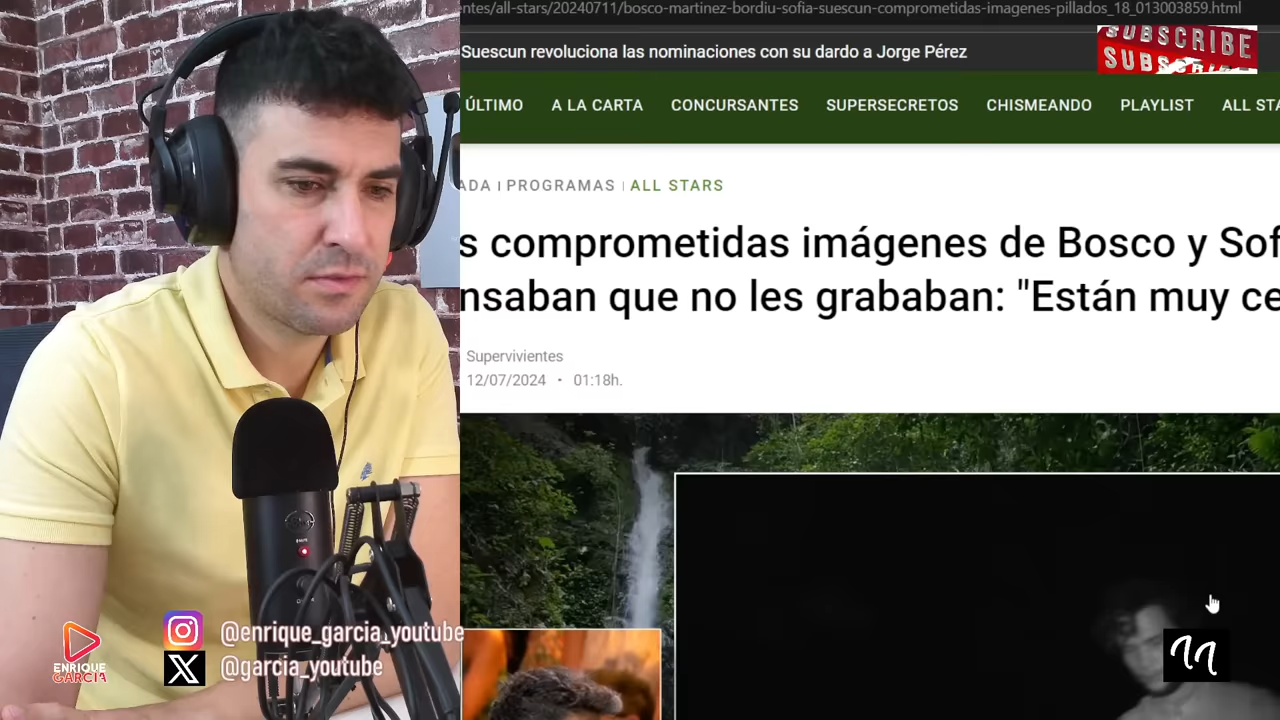 entes/all-stars/20240711/bosco-martinez-bordiu-sofia-suescun-comprometidas-imagenes-pillados_18_013003859.html
SUBSCRIBE
SUBSCRIBE
Suescun revoluciona las nominaciones con su dardo a Jorge Pérez
ÚLTIMO A LA CARTA CONCURSANTES SUPERSECRETOS CHISMEANDO PLAYLIST ALL STA
ADA | PROGRAMAS | ALL STARS
s comprometidas imágenes de Bosco y Sof
nsaban que no les grababan: "Están muy ce
Supervivientes
12/07/2024 • 01:18h.
@enrique_garcia_youtube
@garcia_youtube
ENRIQUE
GARCIA